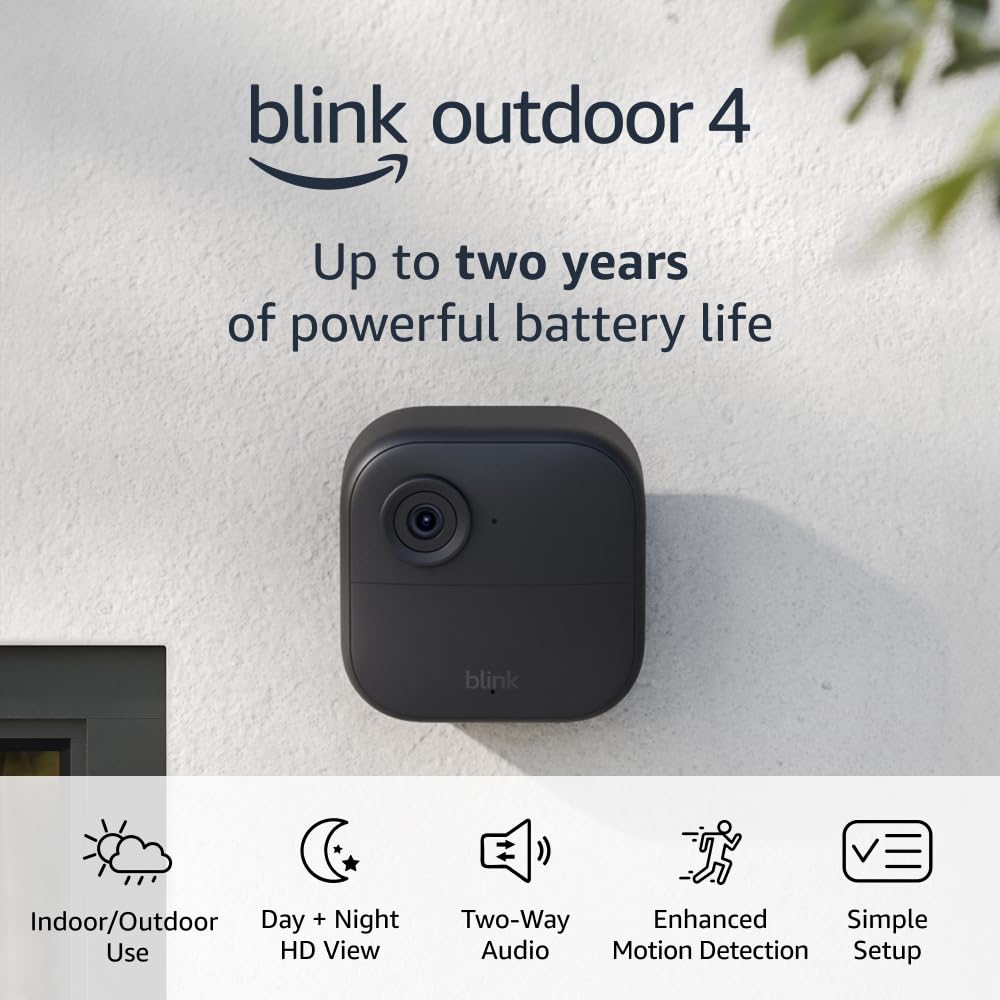 blink outdoor 4
Up to two years
of powerful battery life
blink
Indoor/Outdoor
Use
Day + Night
HD View
Two-Way
Audio
Enhanced
Motion Detection
Simple
Setup